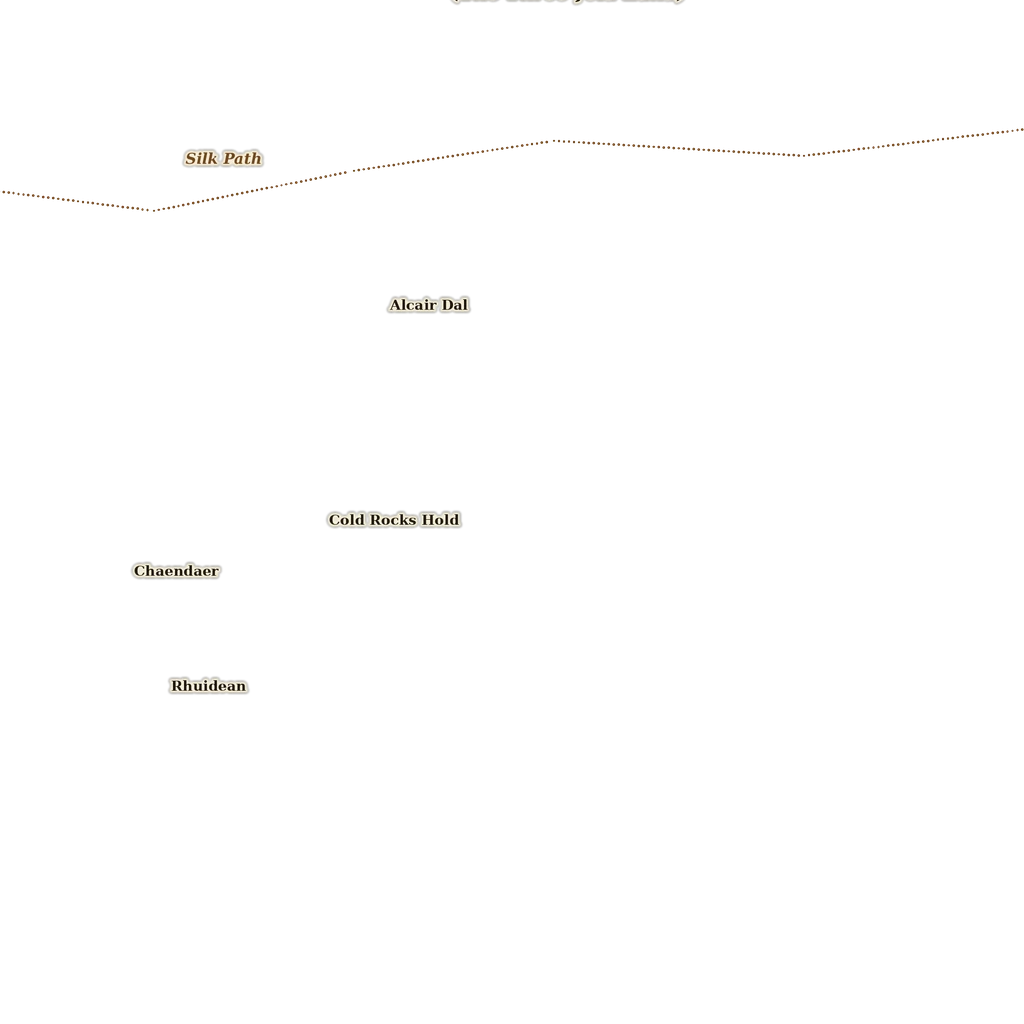 Silk Path
Alcair Dal
Cold Rocks Hold
Chaendaer
Rhuidean